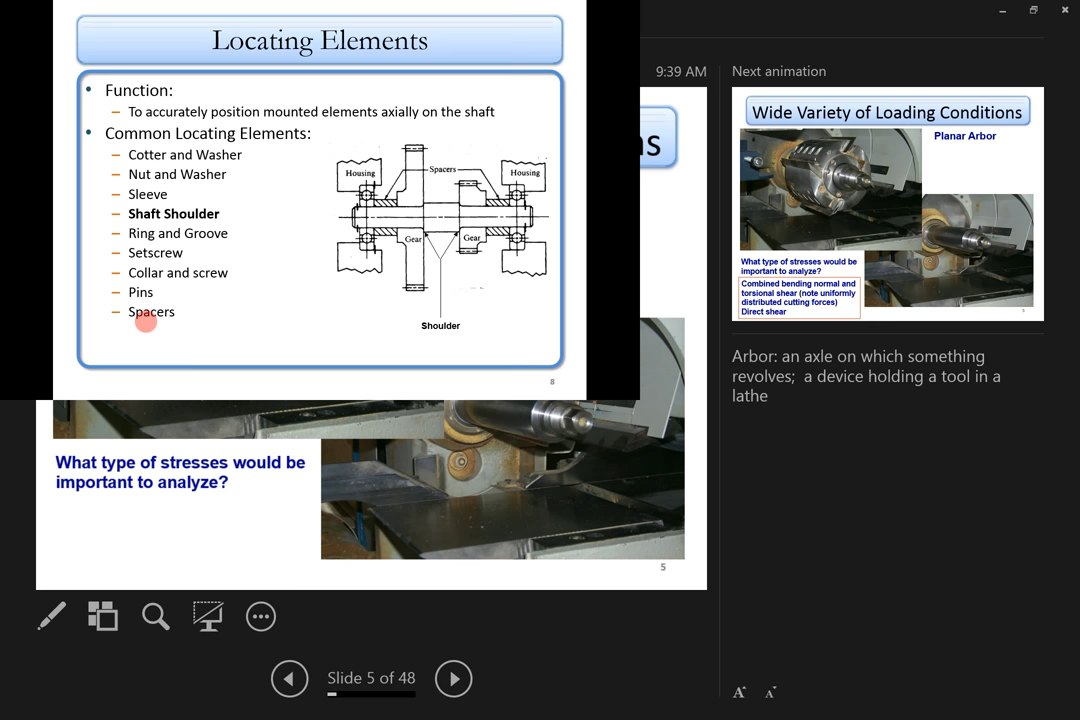 Locating Elements
• Function:
– To accurately position mounted elements axially on the shaft
• Common Locating Elements:
– Cotter and Washer
– Nut and Washer
– Sleeve
– Shaft Shoulder
– Ring and Groove
– Setscrew
– Collar and screw
– Pins
– Spacers
Housing
Spacers
Housing
Gear
Gear
Shoulder
8
9:39 AM
ns
What type of stresses would be
important to analyze?
5
Slide 5 of 48
Next animation
Wide Variety of Loading Conditions
Planar Arbor
What type of stresses would be
important to analyze?
Combined bending normal and
torsional shear (note uniformly
distributed cutting forces)
Direct shear
5
Arbor: an axle on which something
revolves;  a device holding a tool in a
lathe
A A